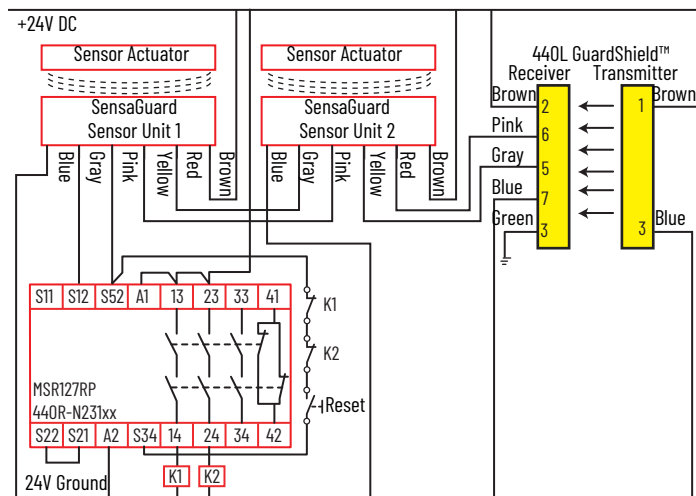 +24V DC
Sensor Actuator
Sensor Actuator
440L GuardShield™
Receiver Transmitter
SensaGuard
Sensor Unit 1
SensaGuard
Sensor Unit 2
Brown
2
1
Brown
Pink
6
Gray
5
Blue
7
Green
3
3
Blue
Blue
Gray
Pink
Yellow
Red
Brown
Blue
Gray
Pink
Yellow
Red
Brown
S11 S12 S52 A1 13 23 33 41
K1
K2
Reset
MSR127RP
440R-N231xx
S22 S21 A2 S34 14 24 34 42
24V Ground
K1 K2